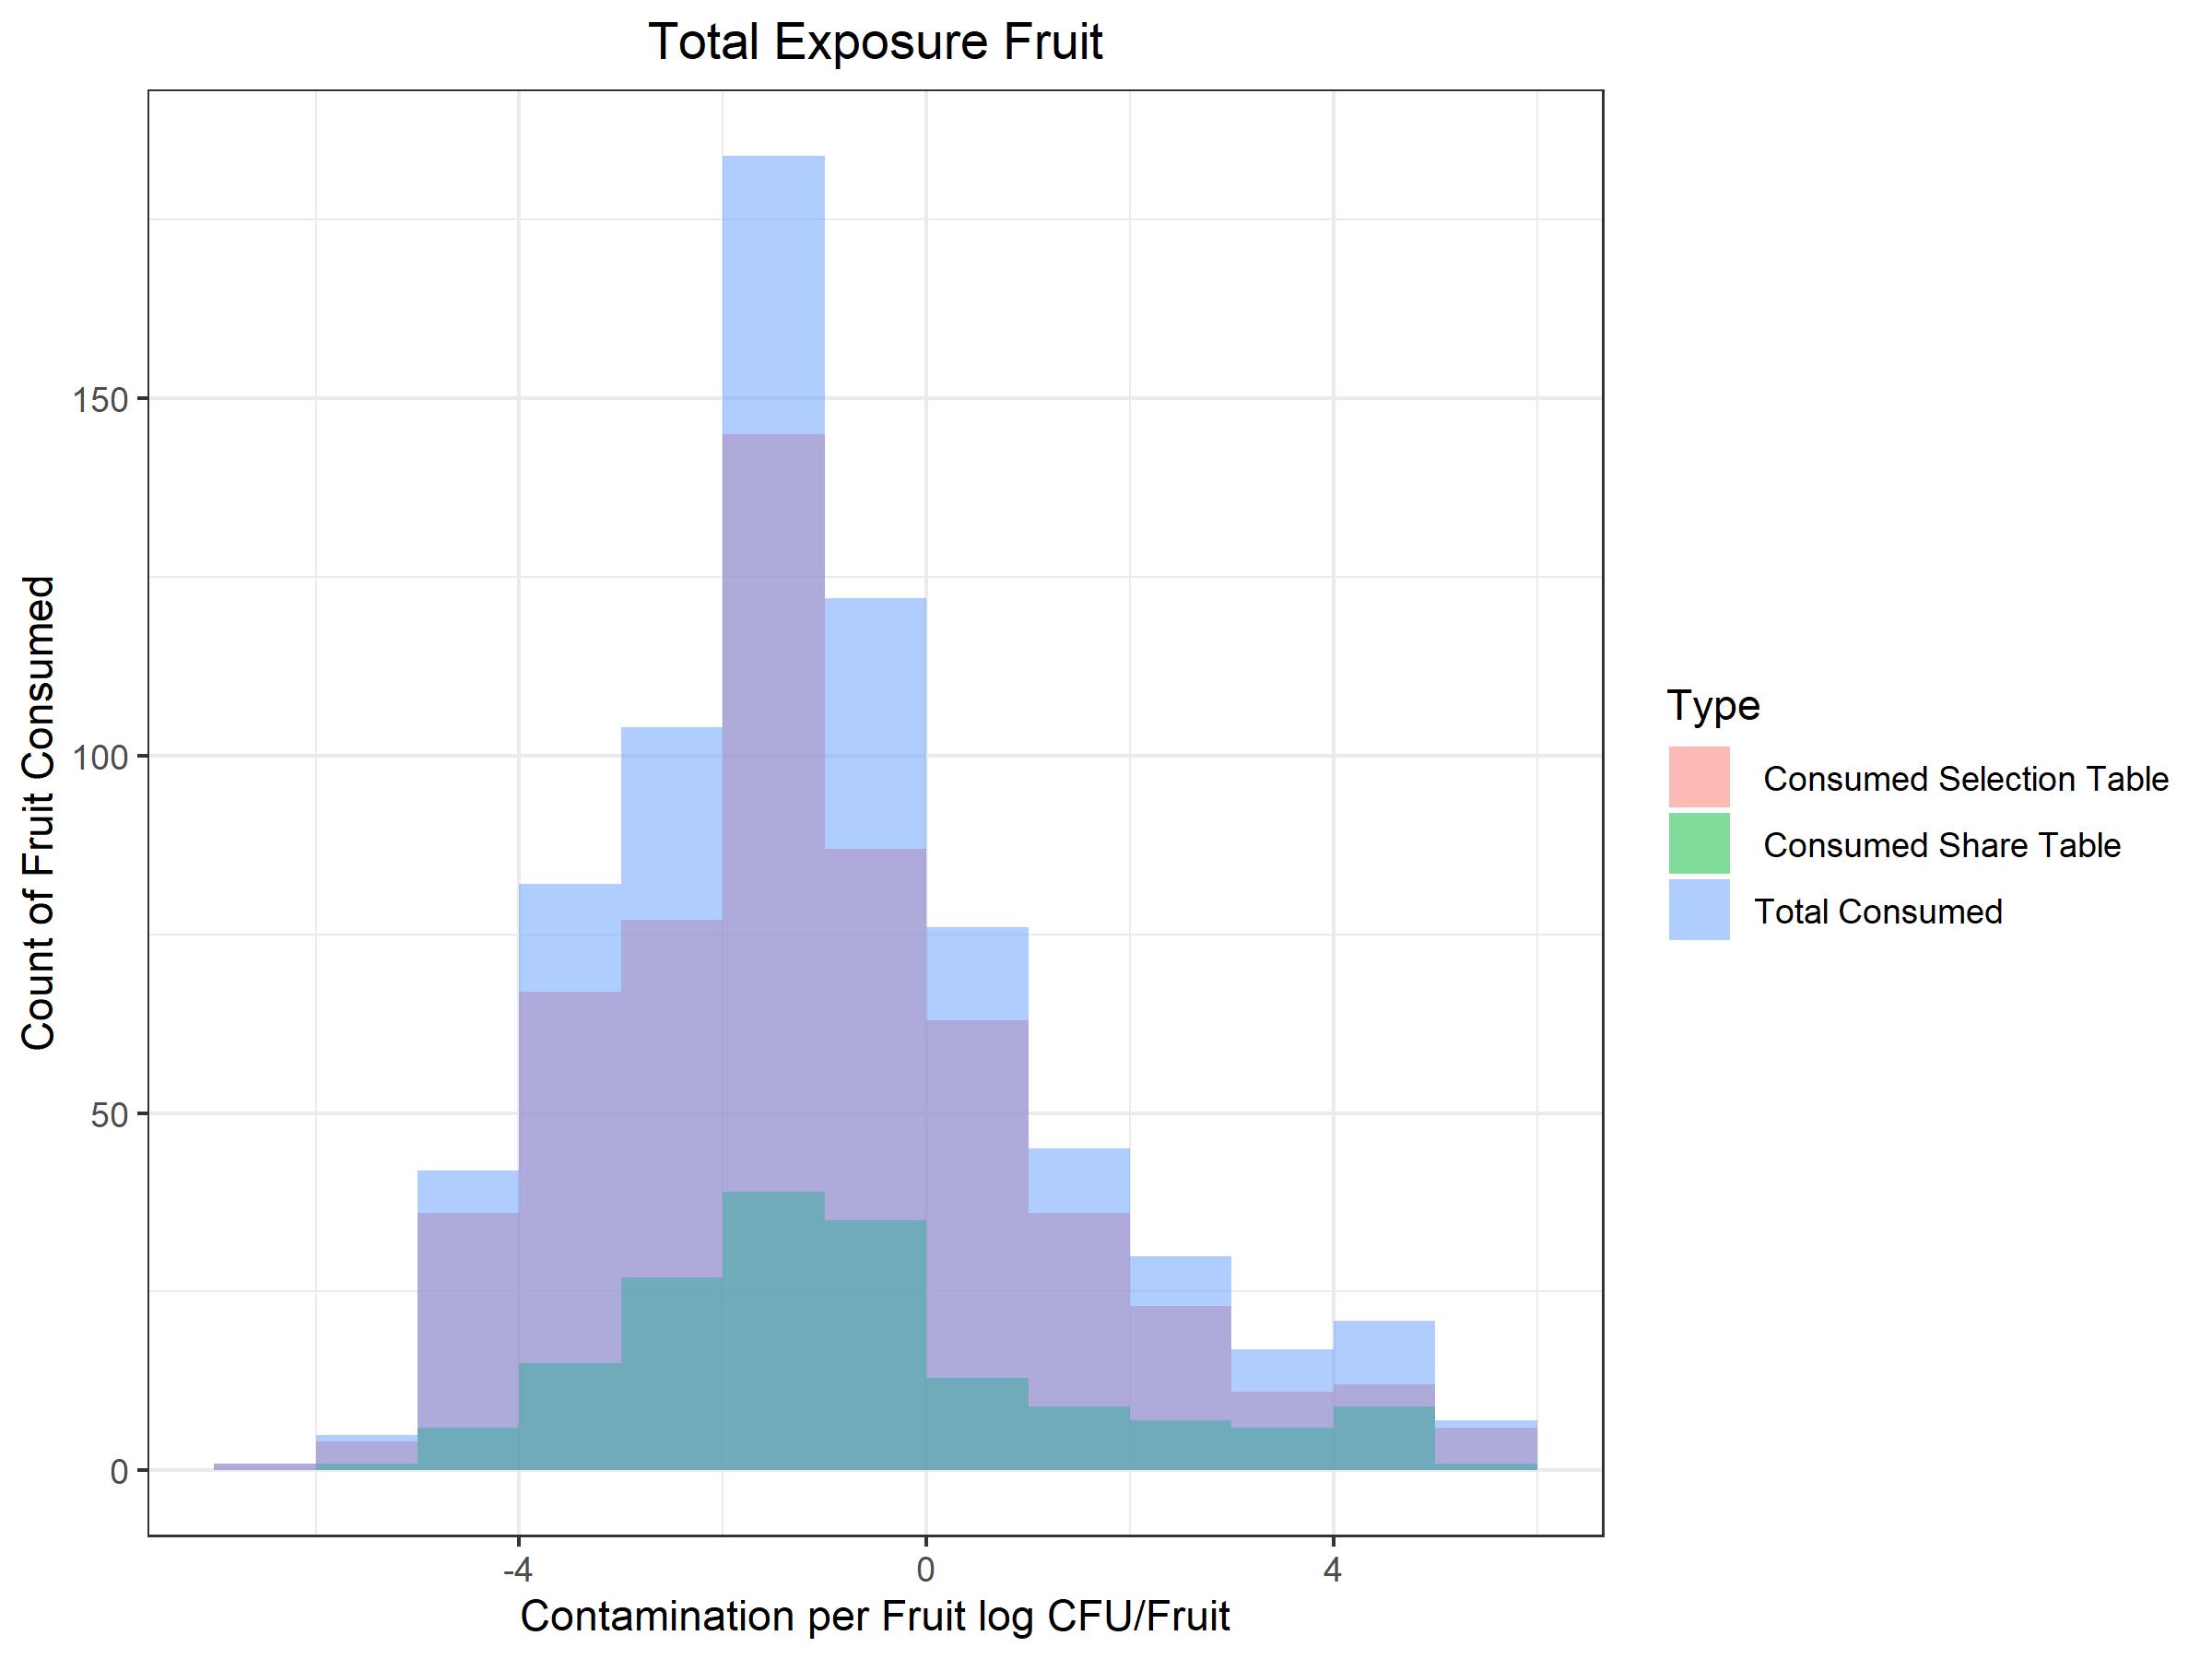 Total Exposure Fruit
Count of Fruit Consumed
150
100
50
0
-4
0
4
Contamination per Fruit log CFU/Fruit
Type
Consumed Selection Table
Consumed Share Table
Total Consumed